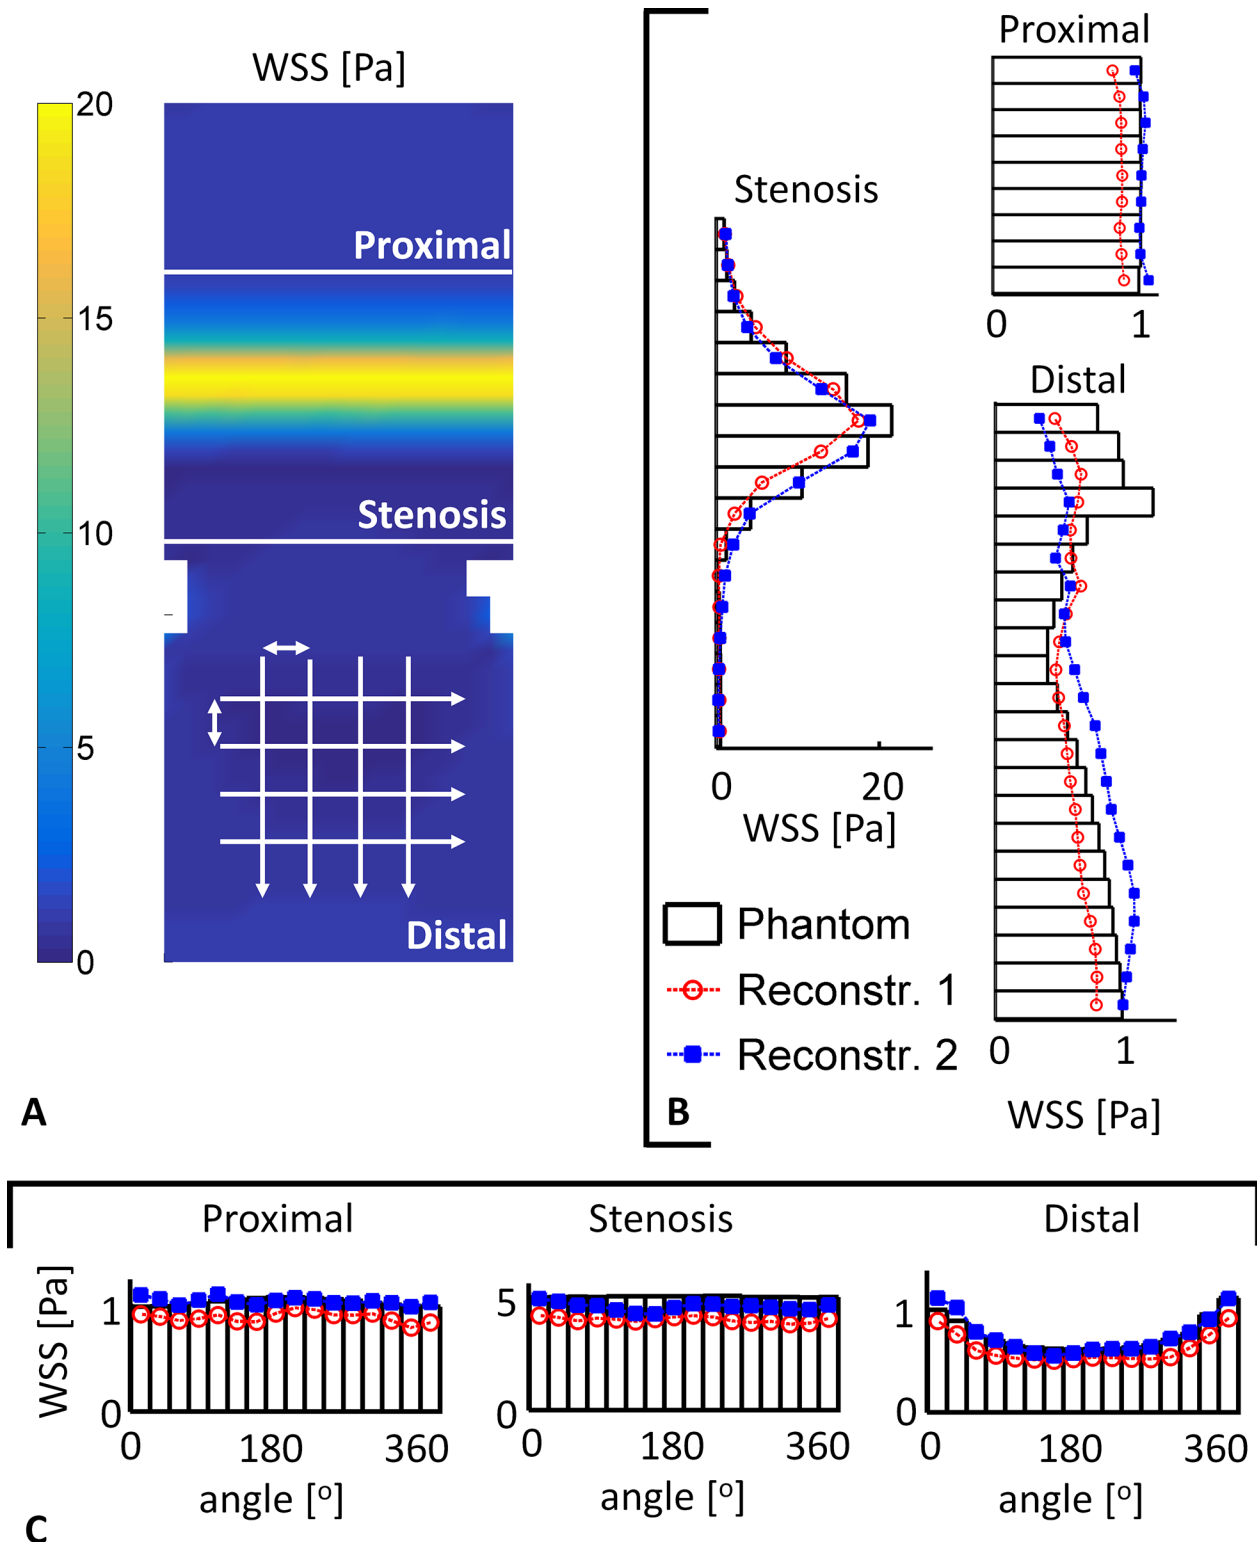 WSS [Pa]
20
15
10
5
0
Proximal
Stenosis
Distal
A
Proximal
0 1
Stenosis
0 20
WSS [Pa]
Distal
0 1
WSS [Pa]
Phantom
Reconstr. 1
Reconstr. 2
B
Proximal Stenosis Distal
WSS [Pa]
1
0
0 180 360
angle [o]
5
0
0 180 360
angle [o]
1
0
0 180 360
angle [o]
C